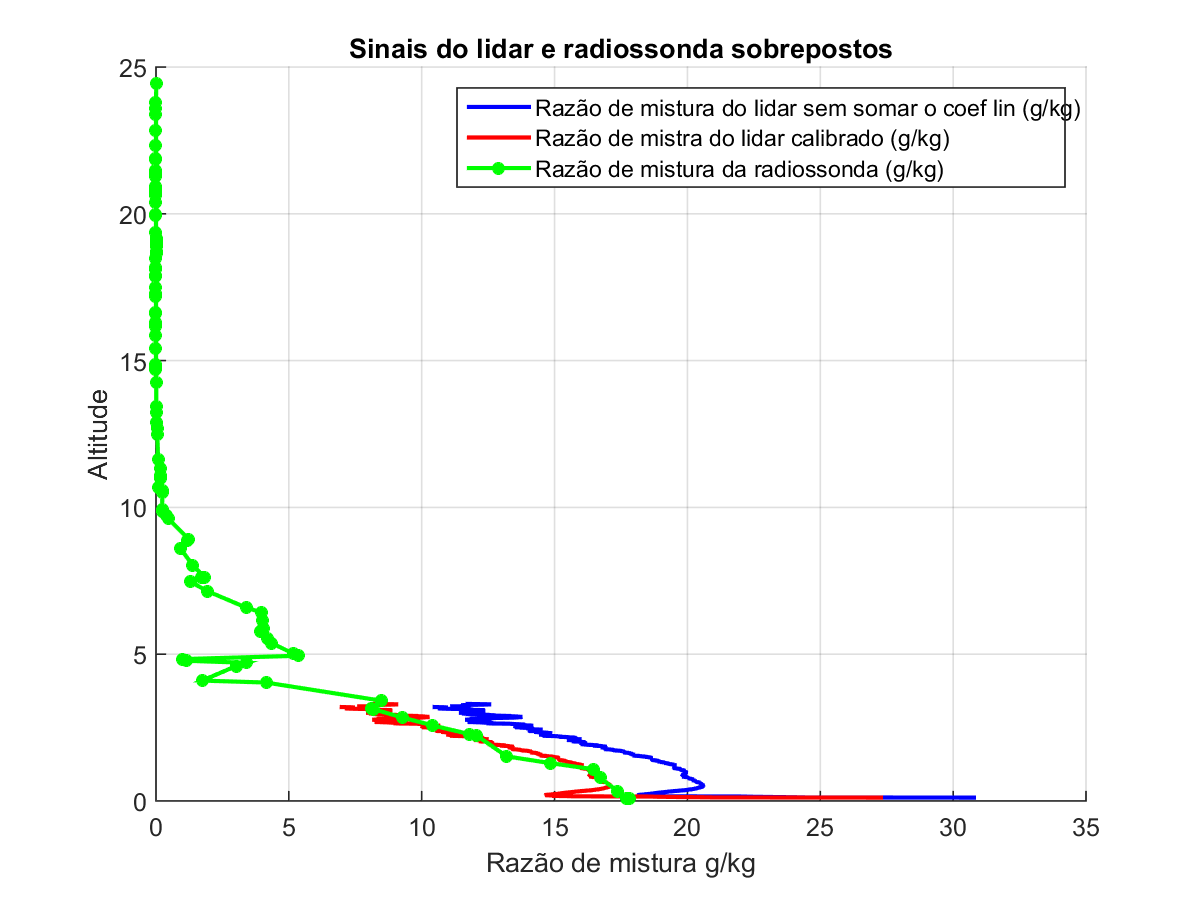 Sinais do lidar e radiossonda sobrepostos
25
Razão de mistura do lidar sem somar o coef lin (g/kg)
Razão de mistra do lidar calibrado (g/kg)
Razão de mistura da radiossonda (g/kg)
20
15
Altitude
10
5
0
0 5 10 15 20 25 30 35
Razão de mistura g/kg